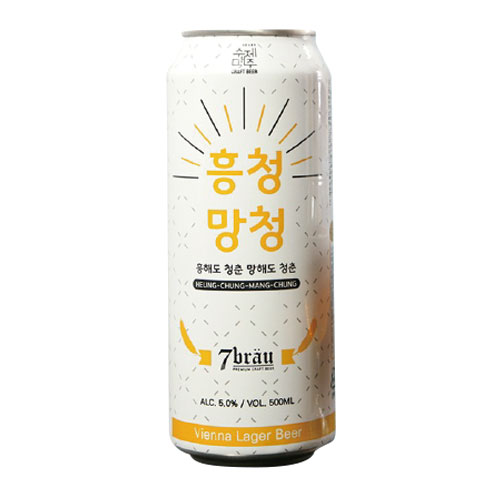 수제
맥주
CRAFT BEER
흥청
망청
흥해도 청춘 망해도 청춘
HEUNG-CHUNG-MANG-CHUNG
7bräu
PREMIUM CRAFT BEER
ALC. 5.0% / VOL. 500ML
Vienna Lager Beer